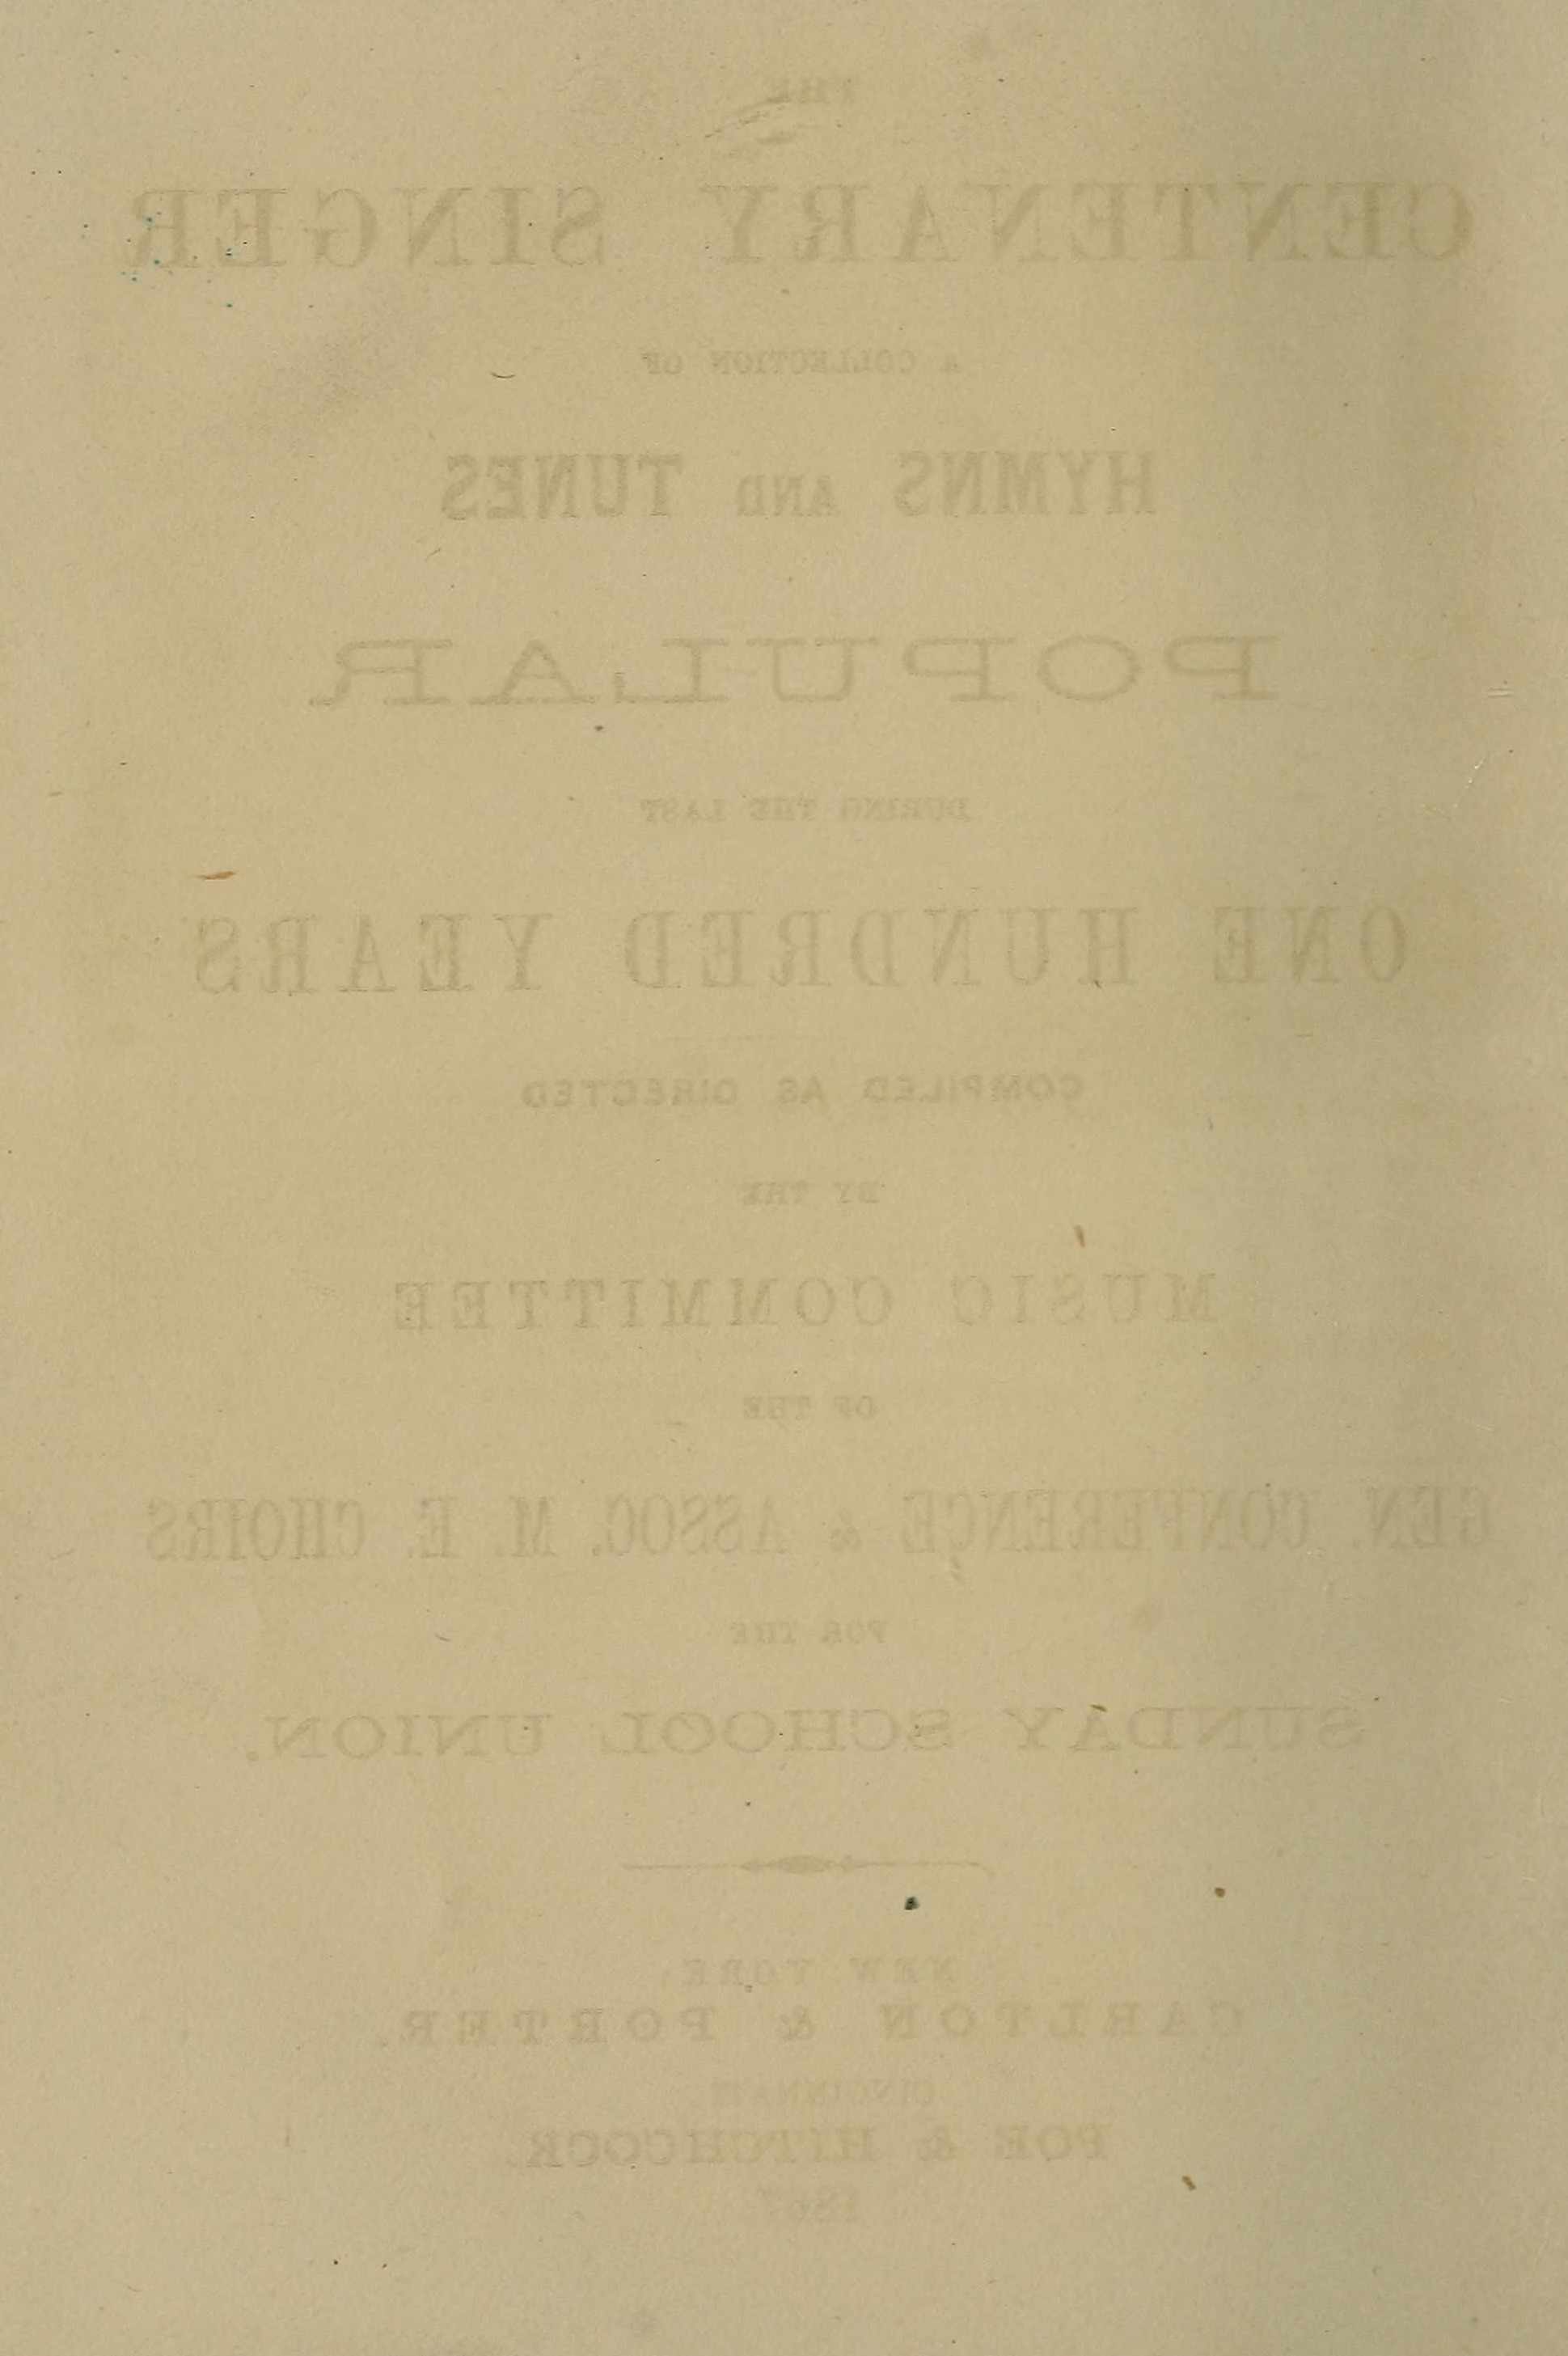 THE
CENTENARY SINGER
A COLLECTION OF
HYMNS AND TUNES
POPULAR
DURING THE LAST
ONE HUNDRED YEARS
COMPILED AS DIRECTED
BY THE
MUSIC COMMITTEE
OF THE
GEN. CONFERENCE & ASSOC. M. E. CHOIRS
FOR THE
SUNDAY SCHOOL UNION.
NEW YORK:
CARLTON & PORTER.
CINCINNATI
POE & HITCHCOCK.
1867